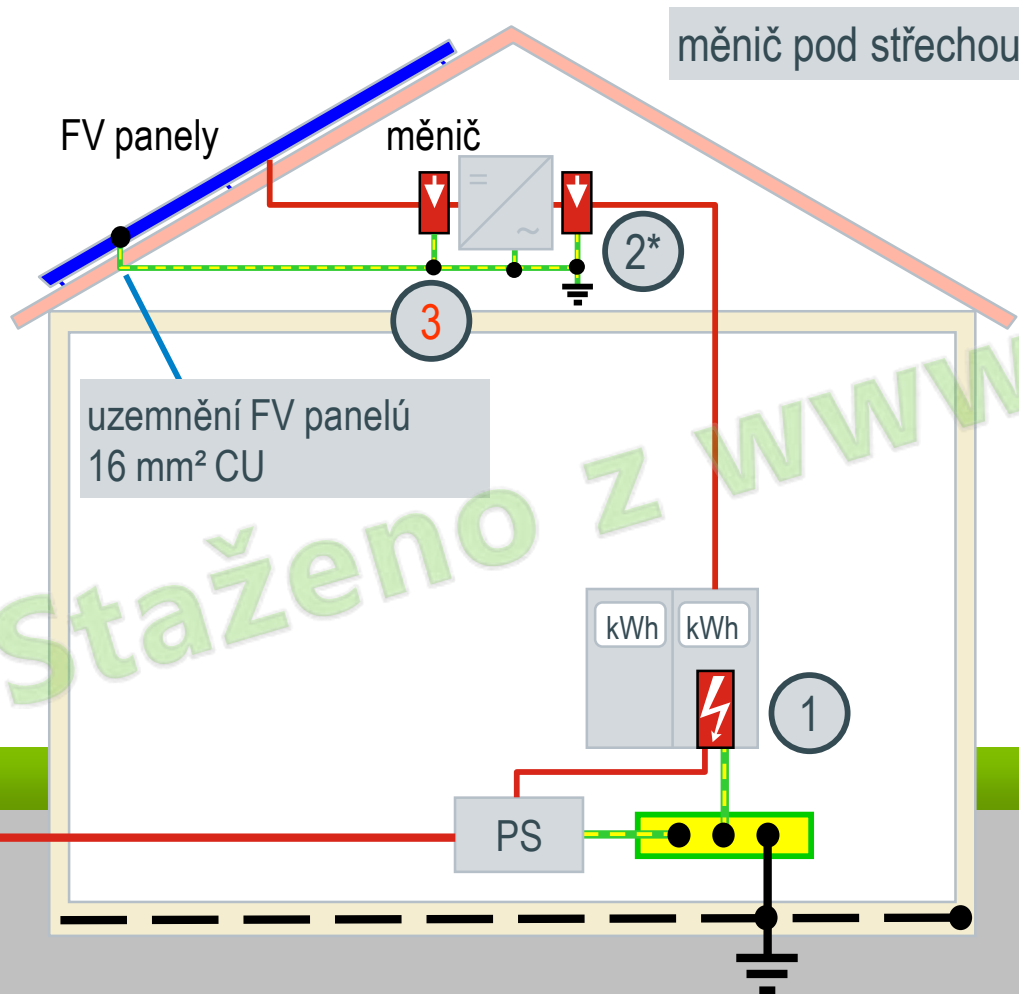 měnič pod střechou
FV panely
měnič
=
~
2*
3
uzemnění FV panelú
16 mm² CU
Staženo z www
kWh
kWh
1
PS